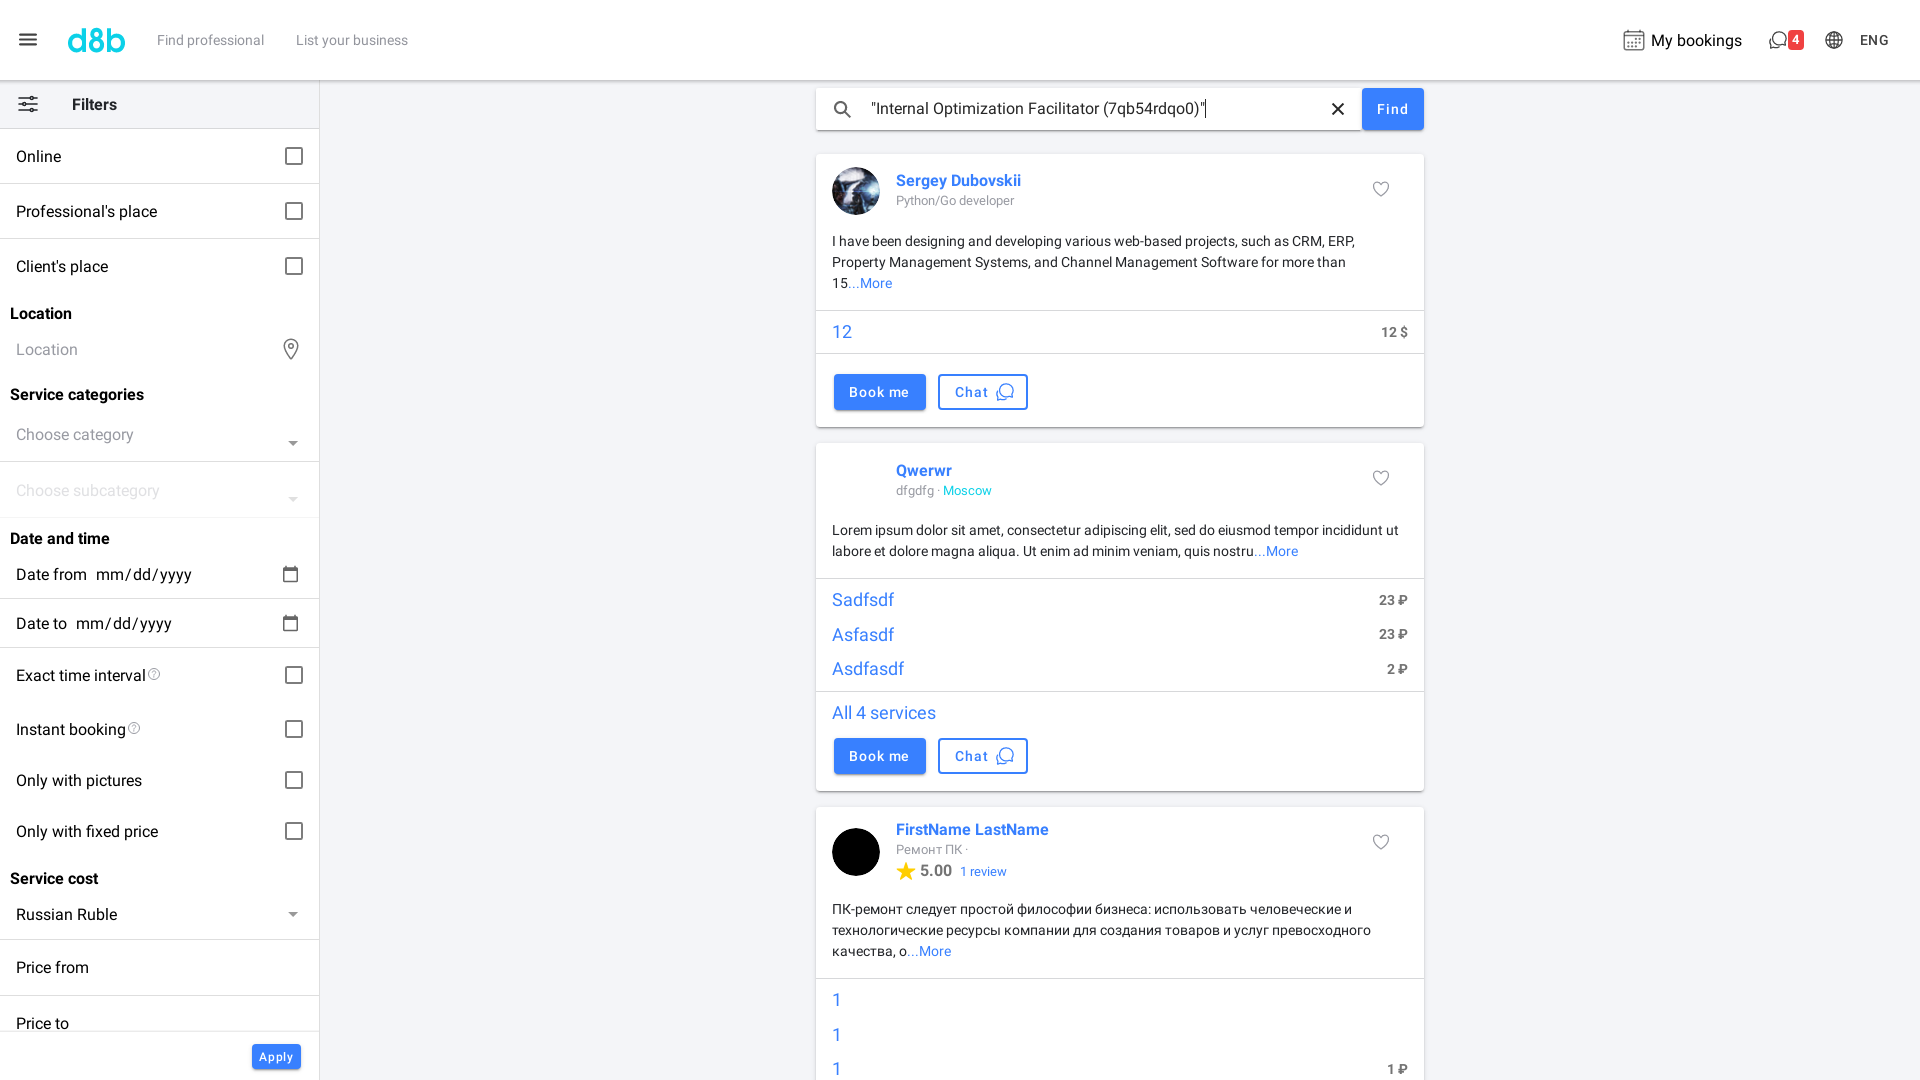 d8b
Find professional
List your business
My bookings
4
ENG
Filters
Online
Professional's place
Client's place
Location
Location
Service categories
Choose category
Choose subcategory
Date and time
Date from mm/dd/yyyy
Date to mm/dd/yyyy
Exact time interval
Instant booking
Only with pictures
Only with fixed price
Service cost
Russian Ruble
Price from
Price to
Apply
"Internal Optimization Facilitator (7qb54rdqo0)"
Find
Sergey Dubovskii
Python/Go developer
I have been designing and developing various web-based projects, such as CRM, ERP,
Property Management Systems, and Channel Management Software for more than
15...More
12 12 $
Book me Chat
Qwerwr
dfgdfg · Moscow
Lorem ipsum dolor sit amet, consectetur adipiscing elit, sed do eiusmod tempor incididunt ut
labore et dolore magna aliqua. Ut enim ad minim veniam, quis nostru...More
Sadfsdf 23 ₽
Asfasdf 23 ₽
Asdfasdf 2 ₽
All 4 services
Book me Chat
FirstName LastName
Ремонт ПК ·
5.00 1 review
ПК-ремонт следует простой философии бизнеса: использовать человеческие и
технологические ресурсы компании для создания товаров и услуг превосходного
качества, о...More
1
1
1 1 ₽